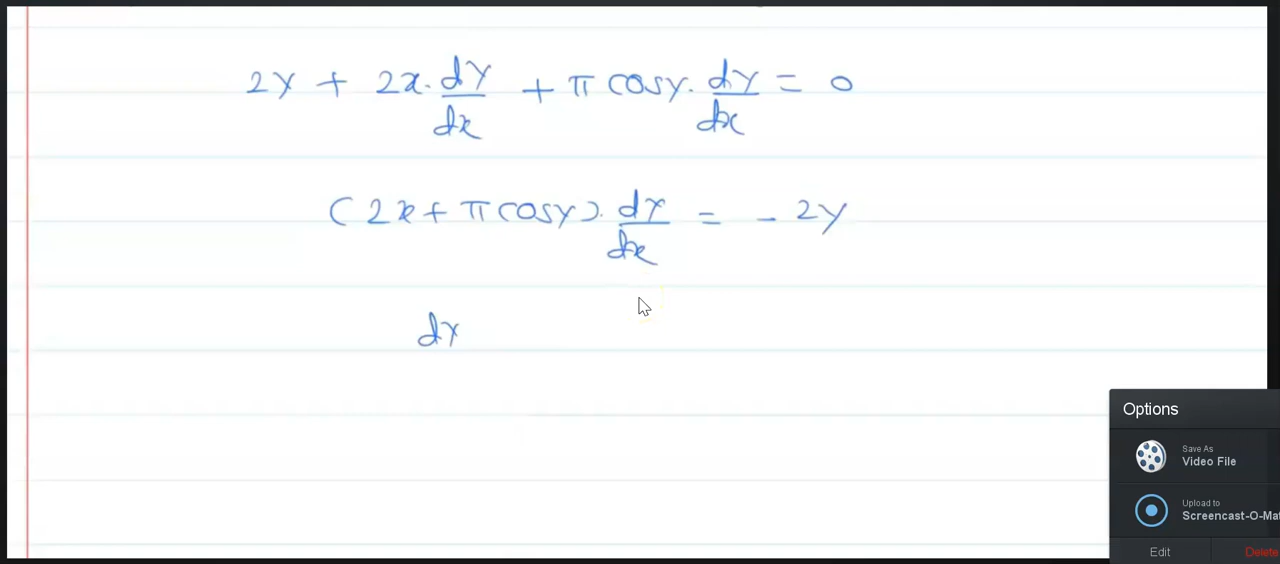 2y + 2x. dy/dx + π cosy. dy/dx = 0
(2x + π cosy). dy/dx = - 2y
dy
Options
Save As
Video File
Upload to
Screencast-O-Mat
Edit
Delete